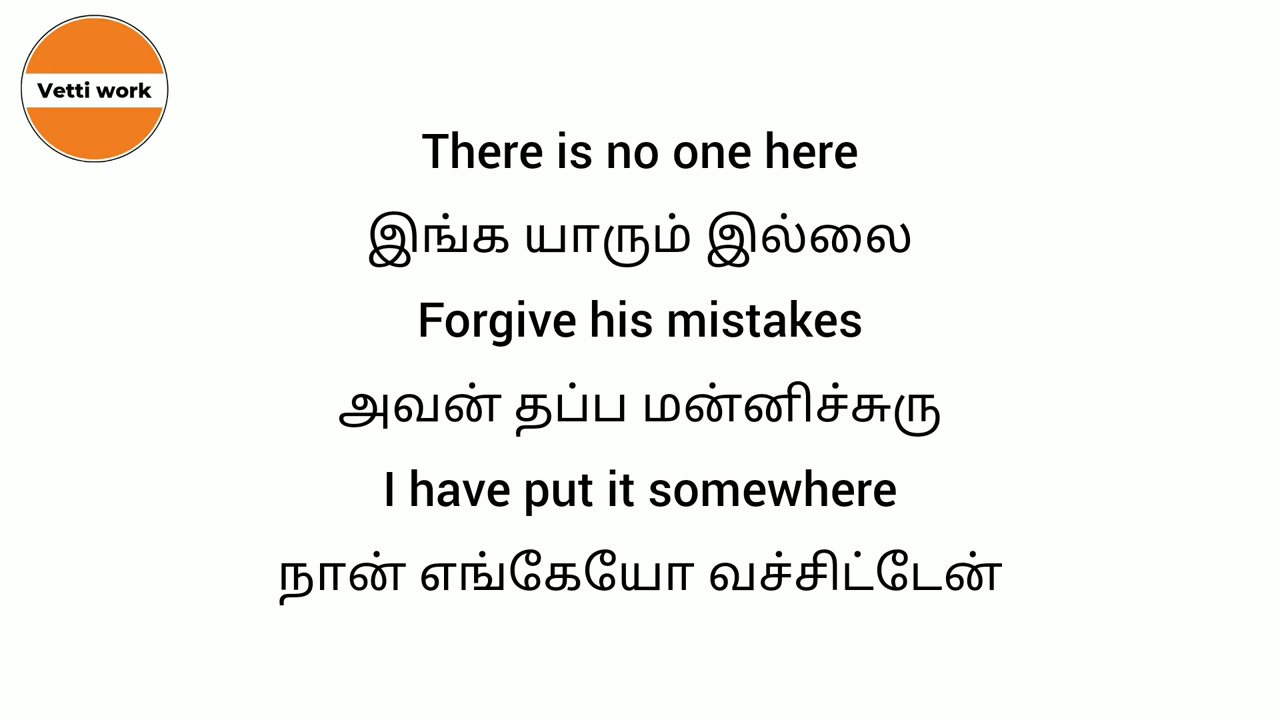 Vetti work
There is no one here
இங்க யாரும் இல்லை
Forgive his mistakes
அவன் தப்ப மன்னிச்சுரு
I have put it somewhere
நான் எங்கேயோ வச்சிட்டேன்